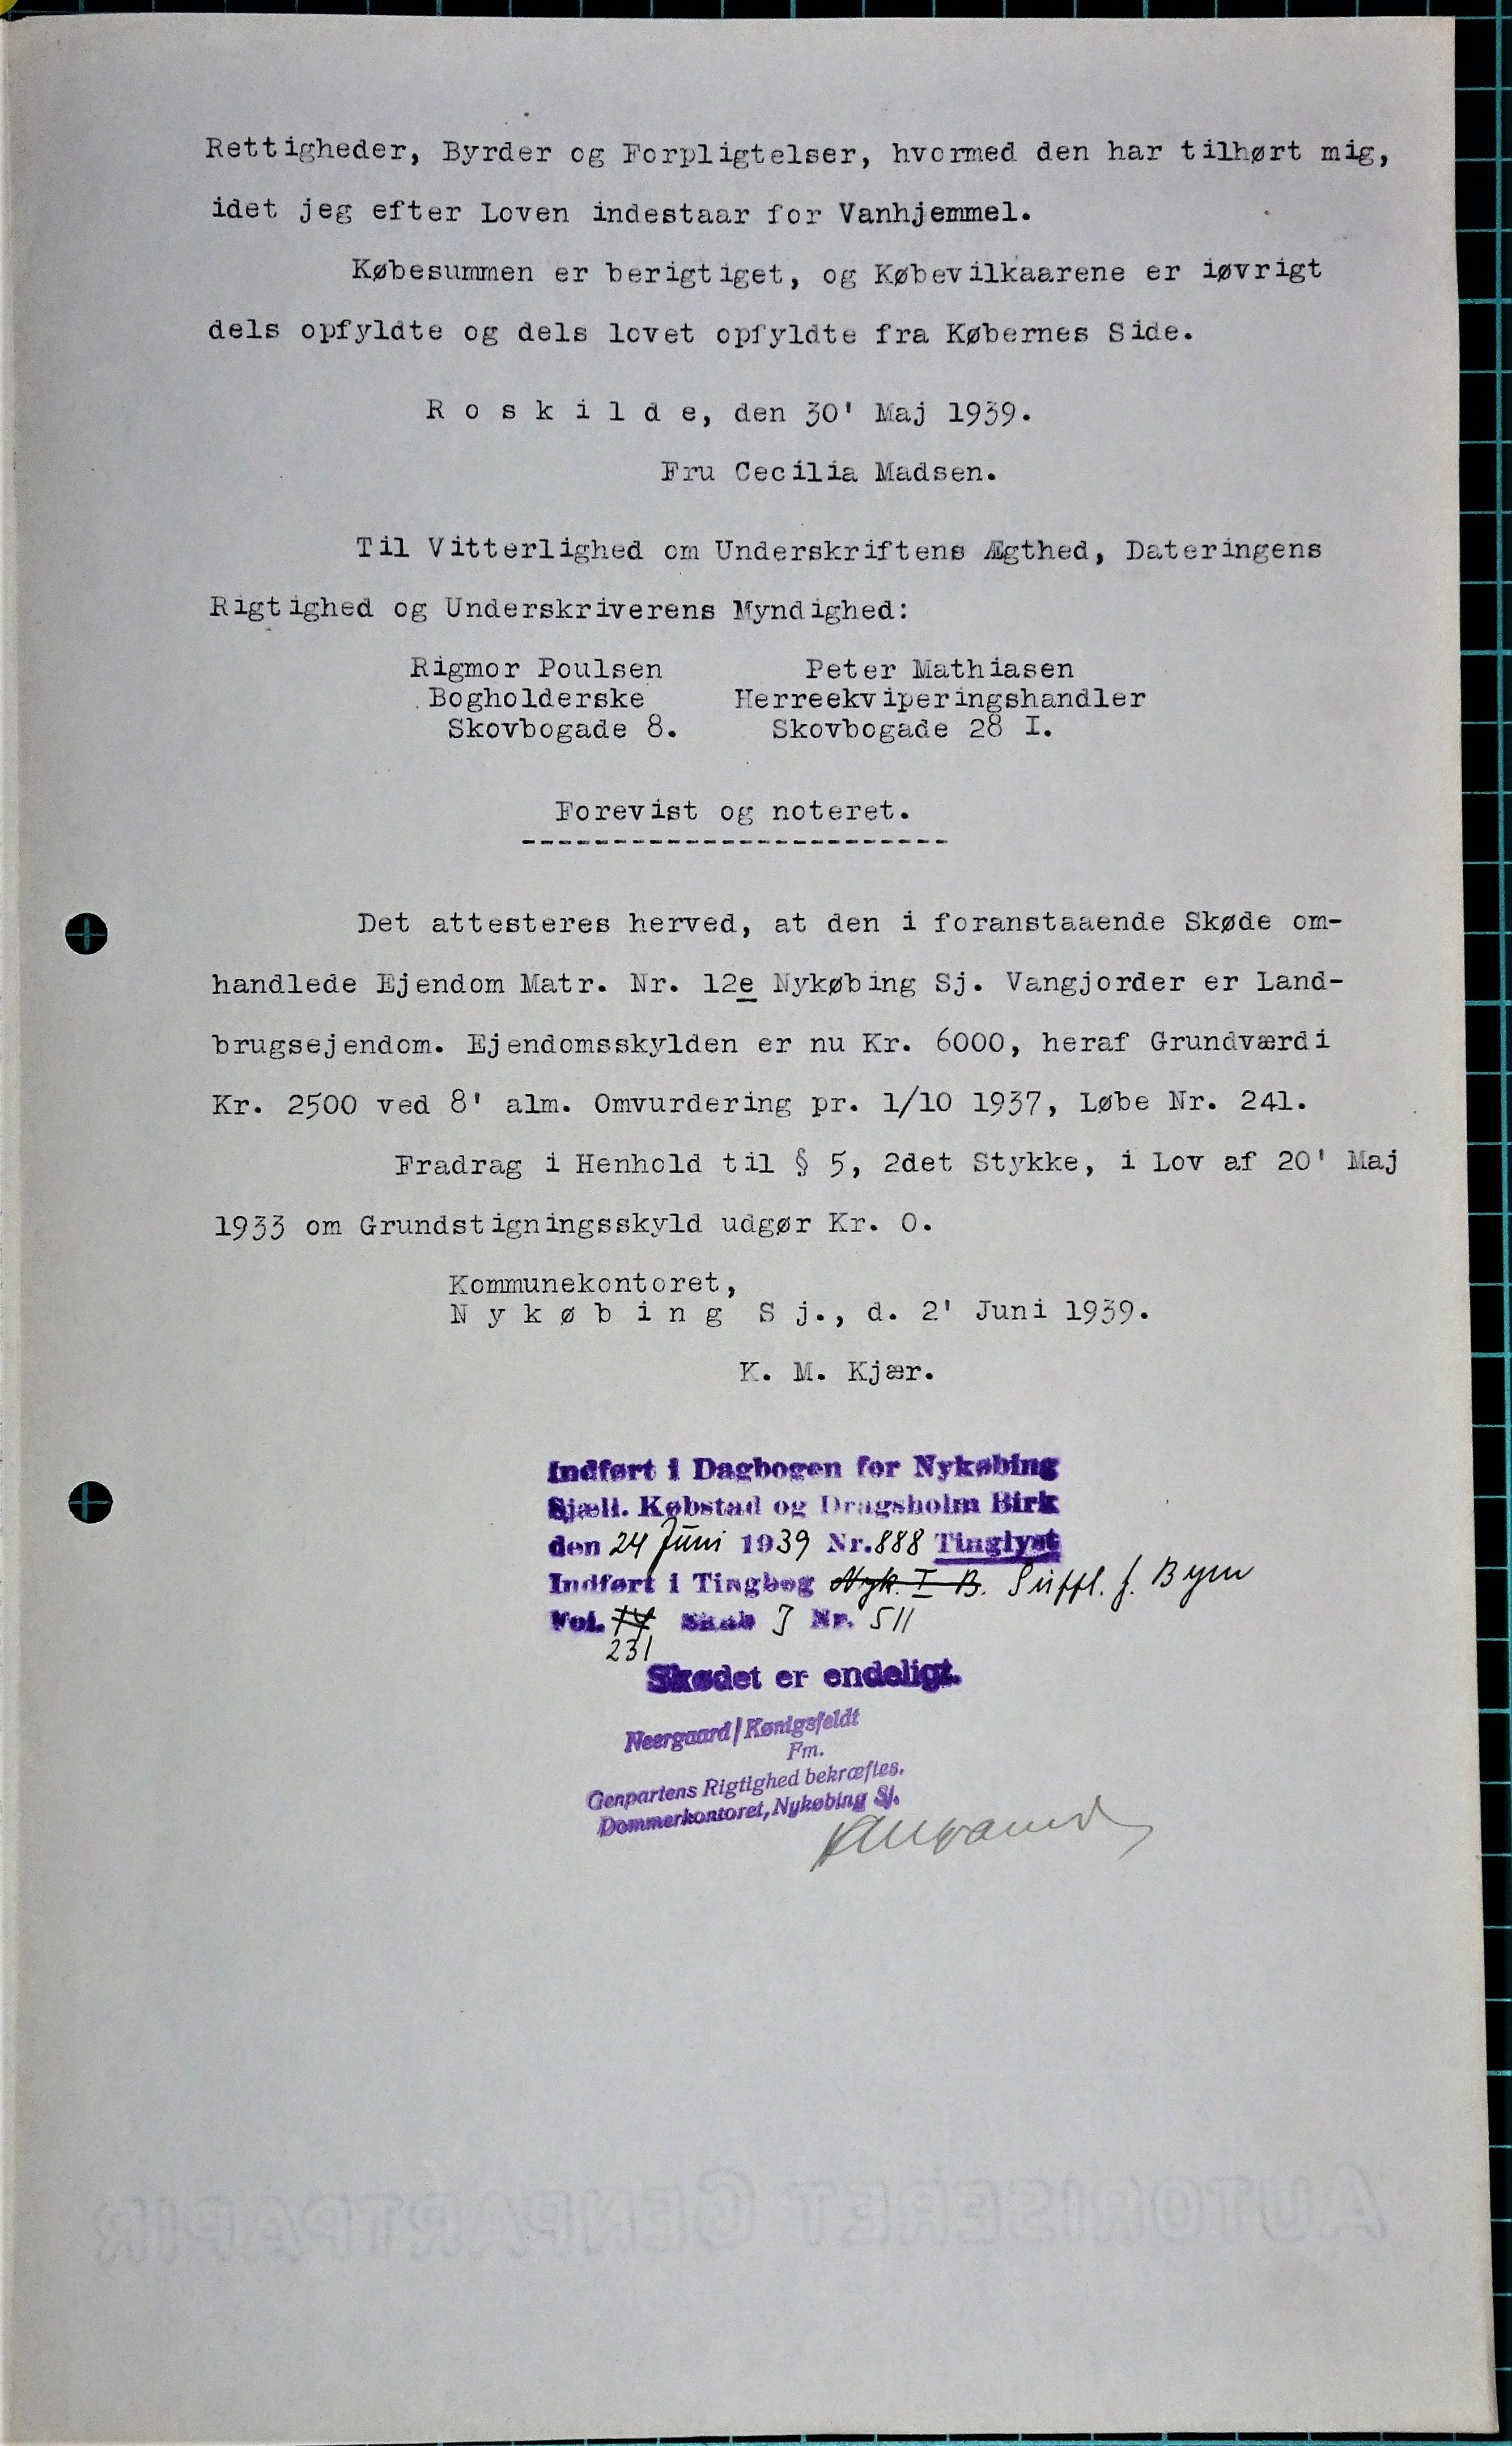 Rettigheder, Byrder og Forpligtelser, hvormed den har tilhørt mig,
idet jeg efter Loven indestaar for Vanhjemmel.
Købesummen er berigtiget, og Købevilkaarene er iøvrigt
dels opfyldte og dels lovet opfyldte fra Købernes Side.
R o s k i l d e, den 30' Maj 1939.
Fru Cecilia Madsen.
Til Vitterlighed om Underskriftens Ægthed, Dateringens
Rigtighed og Underskriverens Myndighed:
Rigmor Poulsen Peter Mathiasen
Bogholderske Herreekviperingshandler
Skovbogade 8. Skovbogade 28 I.
Forevist og noteret.
Det attesteres herved, at den i foranstaaende Skøde om-
handlede Ejendom Matr. Nr. 12e Nykøbing Sj. Vangjorder er Land-
brugsejendom. Ejendomsskylden er nu Kr. 6000, heraf Grundværdi
Kr. 2500 ved 8' alm. Omvurdering pr. 1/10 1937, Løbe Nr. 241.
Fradrag i Henhold til § 5, 2det Stykke, i Lov af 20' Maj
1933 om Grundstigningsskyld udgør Kr. 0.
Kommunekontoret,
N y k ø b i n g S j., d. 2' Juni 1939.
K. M. Kjær.
Indført i Dagbogen for Nykøbing
Sjæll. Købstad og Dragsholm Birk
den 24 Juni 1939 Nr. 888 Tinglyst
Indført i Tingbog Nyk. I B. Suppl. f. Byen
Vol. Skab J Nr. 511
231
Skødet er endeligt.
Neergaard / Kønigsfeldt
Fm.
Genpartens Rigtighed bekræftes.
Dommerkontoret, Nykøbing Sj.
AUTORISERET GENPARTPAPIR